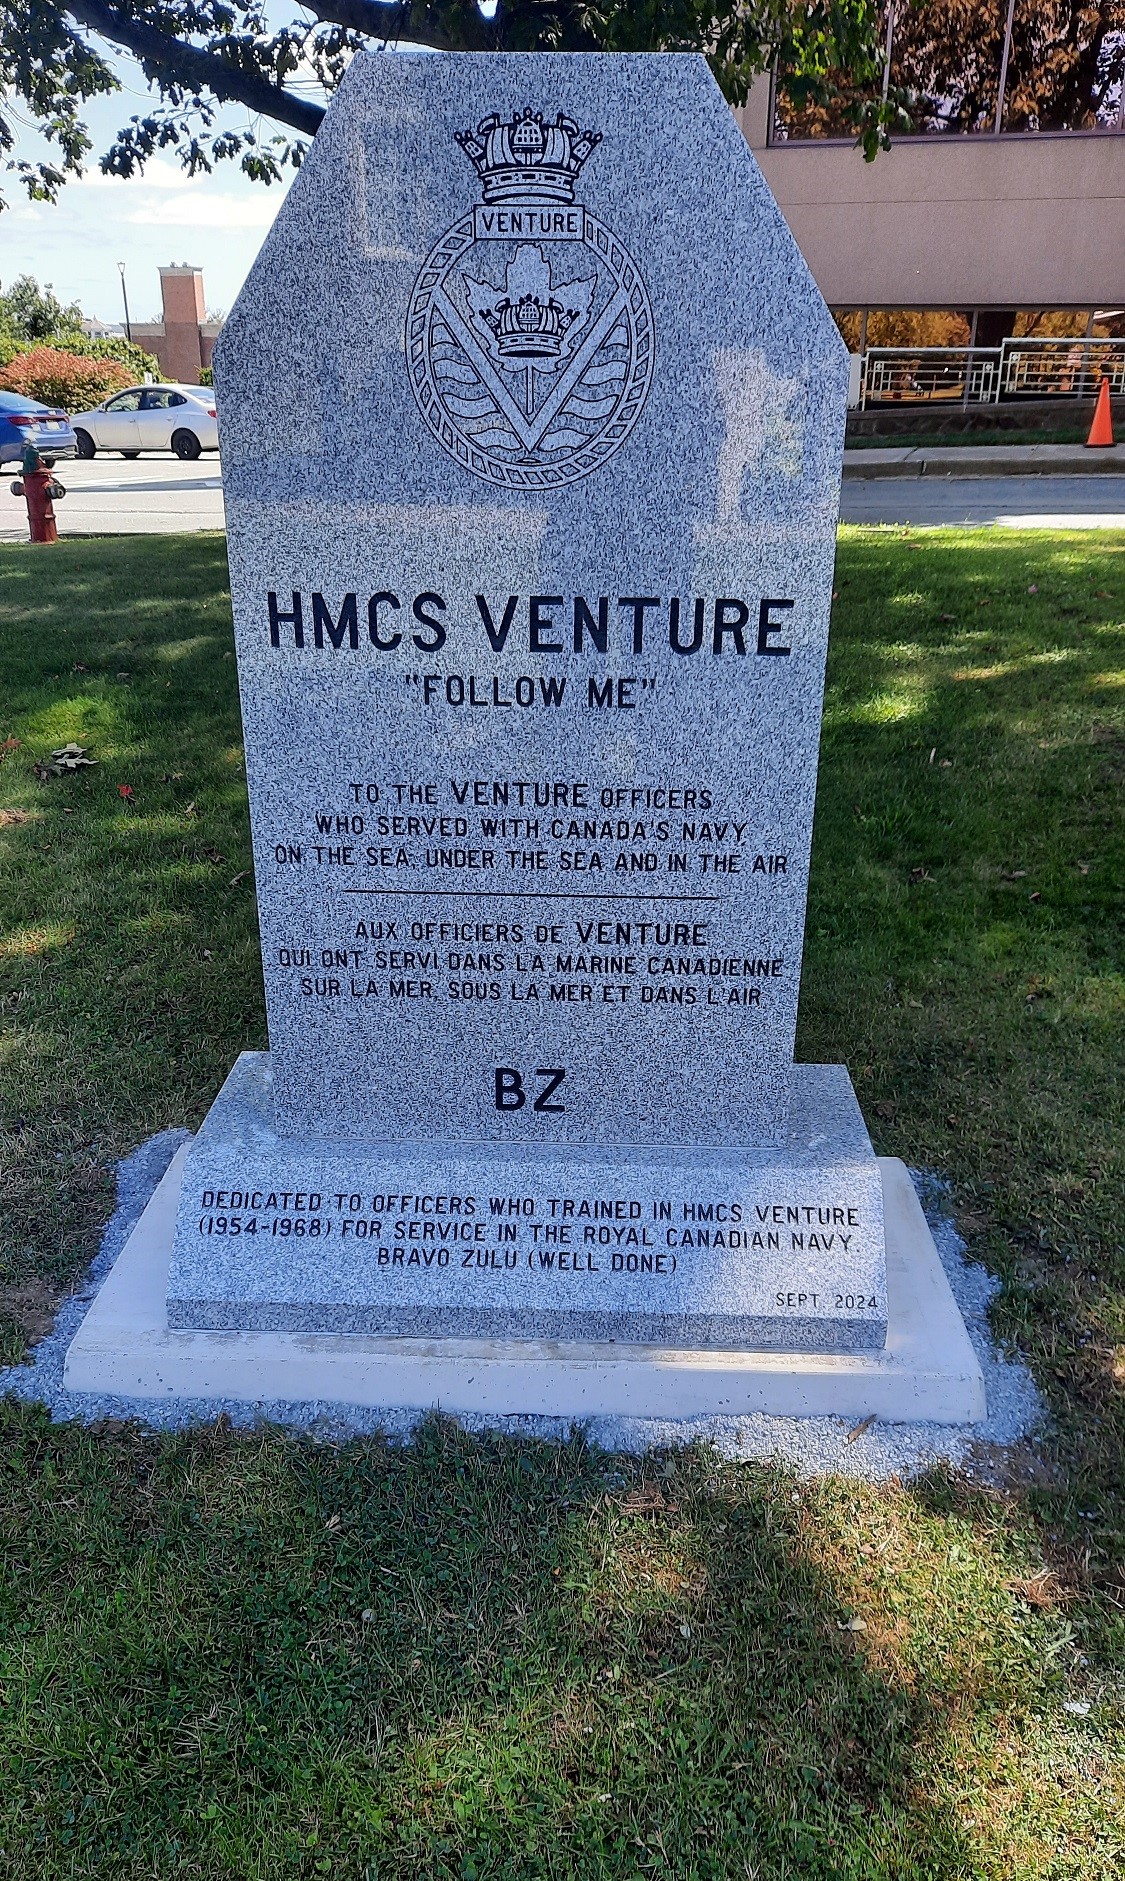 VENTURE
HMCS VENTURE
"FOLLOW ME"
TO THE VENTURE OFFICERS
WHO SERVED WITH CANADA'S NAVY,
ON THE SEA, UNDER THE SEA AND IN THE AIR
AUX OFFICIERS DE VENTURE
QUI ONT SERVI DANS LA MARINE CANADIENNE
SUR LA MER, SOUS LA MER ET DANS L'AIR
BZ
DEDICATED TO OFFICERS WHO TRAINED IN HMCS VENTURE
(1954-1968) FOR SERVICE IN THE ROYAL CANADIAN NAVY.
BRAVO ZULU (WELL DONE)
SEPT. 2024